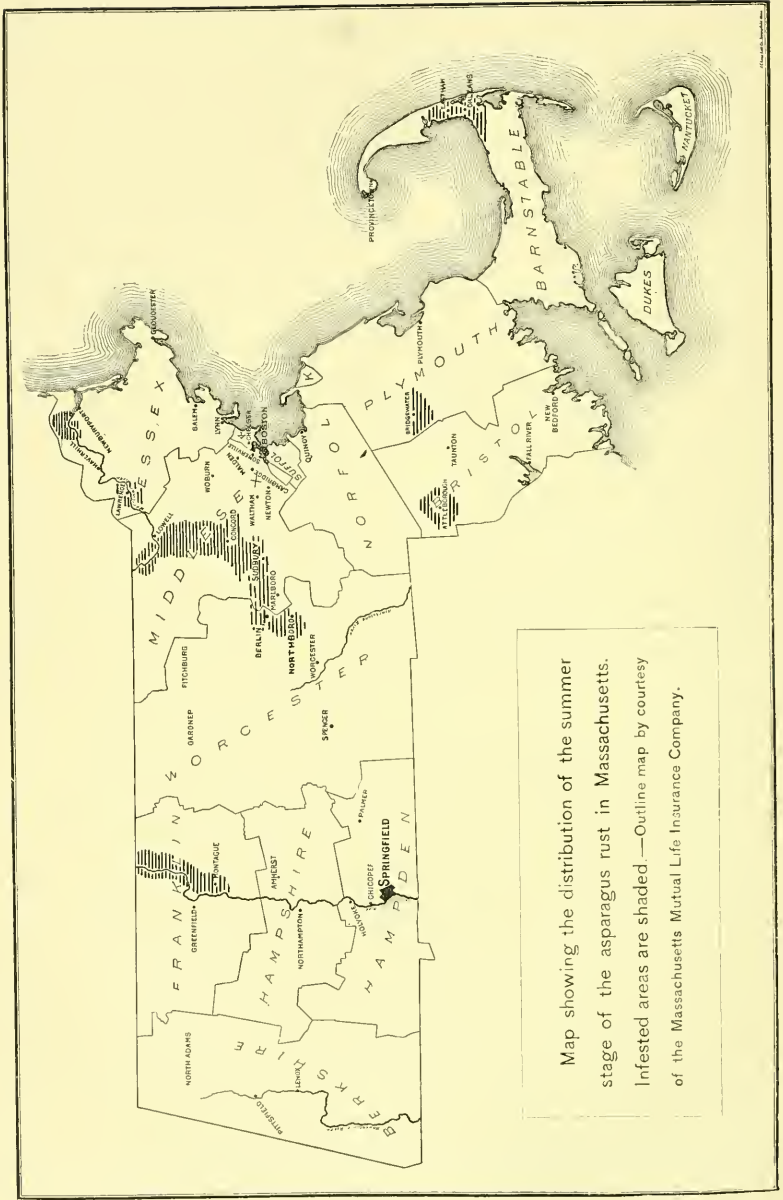 NORTH ADAMS
PITTSFIELD
LENOX
BERKSHIRE
FRANKLIN
GREENFIELD
MONTAGUE
HAMPSHIRE
AMHERST
NORTHAMPTON
HAMPDEN
HOLYOKE
CHICOPEE
SPRINGFIELD
PALMER
WORCESTER
GARDNER
FITCHBURG
SPENCER
WORCESTER
BERLIN
NORTHBORO
MARLBORO
SUDBURY
MIDDLESEX
LOWELL
CONCORD
WALTHAM
NEWTON
WOBURN
MALDEN
SOMERVILLE
CAMBRIDGE
ESSEX
LAWRENCE
HAVERHILL
NEWBURYPORT
GLOUCESTER
SALEM
LYNN
CHELSEA
BOSTON
SUFFOLK
QUINCY
NORFOLK
PLYMOUTH
PLYMOUTH
BRIDGEWATER
BRISTOL
ATTLEBOROUGH
TAUNTON
FALL RIVER
NEW BEDFORD
BARNSTABLE
PROVINCETOWN
ORLEANS
DUKES
NANTUCKET
Map showing the distribution of the summer
stage of the asparagus rust in Massachusetts.
Infested areas are shaded.—Outline map by courtesy
of the Massachusetts Mutual Life Insurance Company.